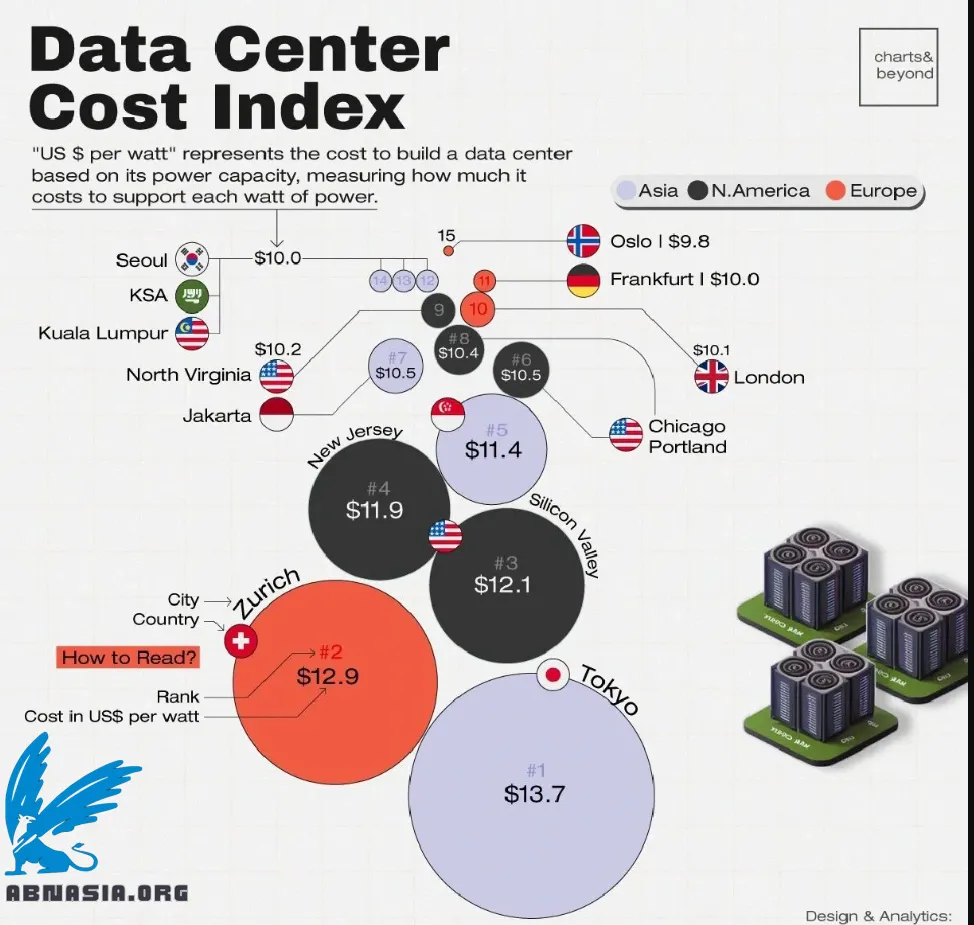 Data Center
Cost Index
charts&
beyond
"US $ per watt" represents the cost to build a data center
based on its power capacity, measuring how much it
costs to support each watt of power.
Asia N.America Europe
15
Oslo | $9.8
Seoul
$10.0
14 13 12
11
Frankfurt | $10.0
KSA
Kuala Lumpur
9
10
$10.2
North Virginia
#8
$10.4
#7
$10.5
#6
$10.5
$10.1
London
Jakarta
Chicago
Portland
#5
$11.4
New Jersey
#4
$11.9
Silicon Valley
#3
$12.1
Zurich
City
Country
How to Read?
#2
$12.9
Rank
Cost in US$ per watt
Tokyo
#1
$13.7
ABNASIA.ORG
Design & Analytics: